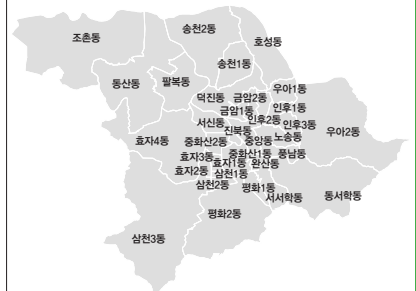 송천2동
조촌동
호성동
송천1동
동산동
팔복동
우아1동
덕진동
금암2동
금암1동
인후1동
서신동
인후2동
인후3동
우아2동
진북동
노송동
효자4동
중화산2동
중앙동
효자3동
중화산1동
풍남동
효자1동
완산동
효자2동
삼천1동
삼천2동
평화1동
서서학동
동서학동
평화2동
삼천3동